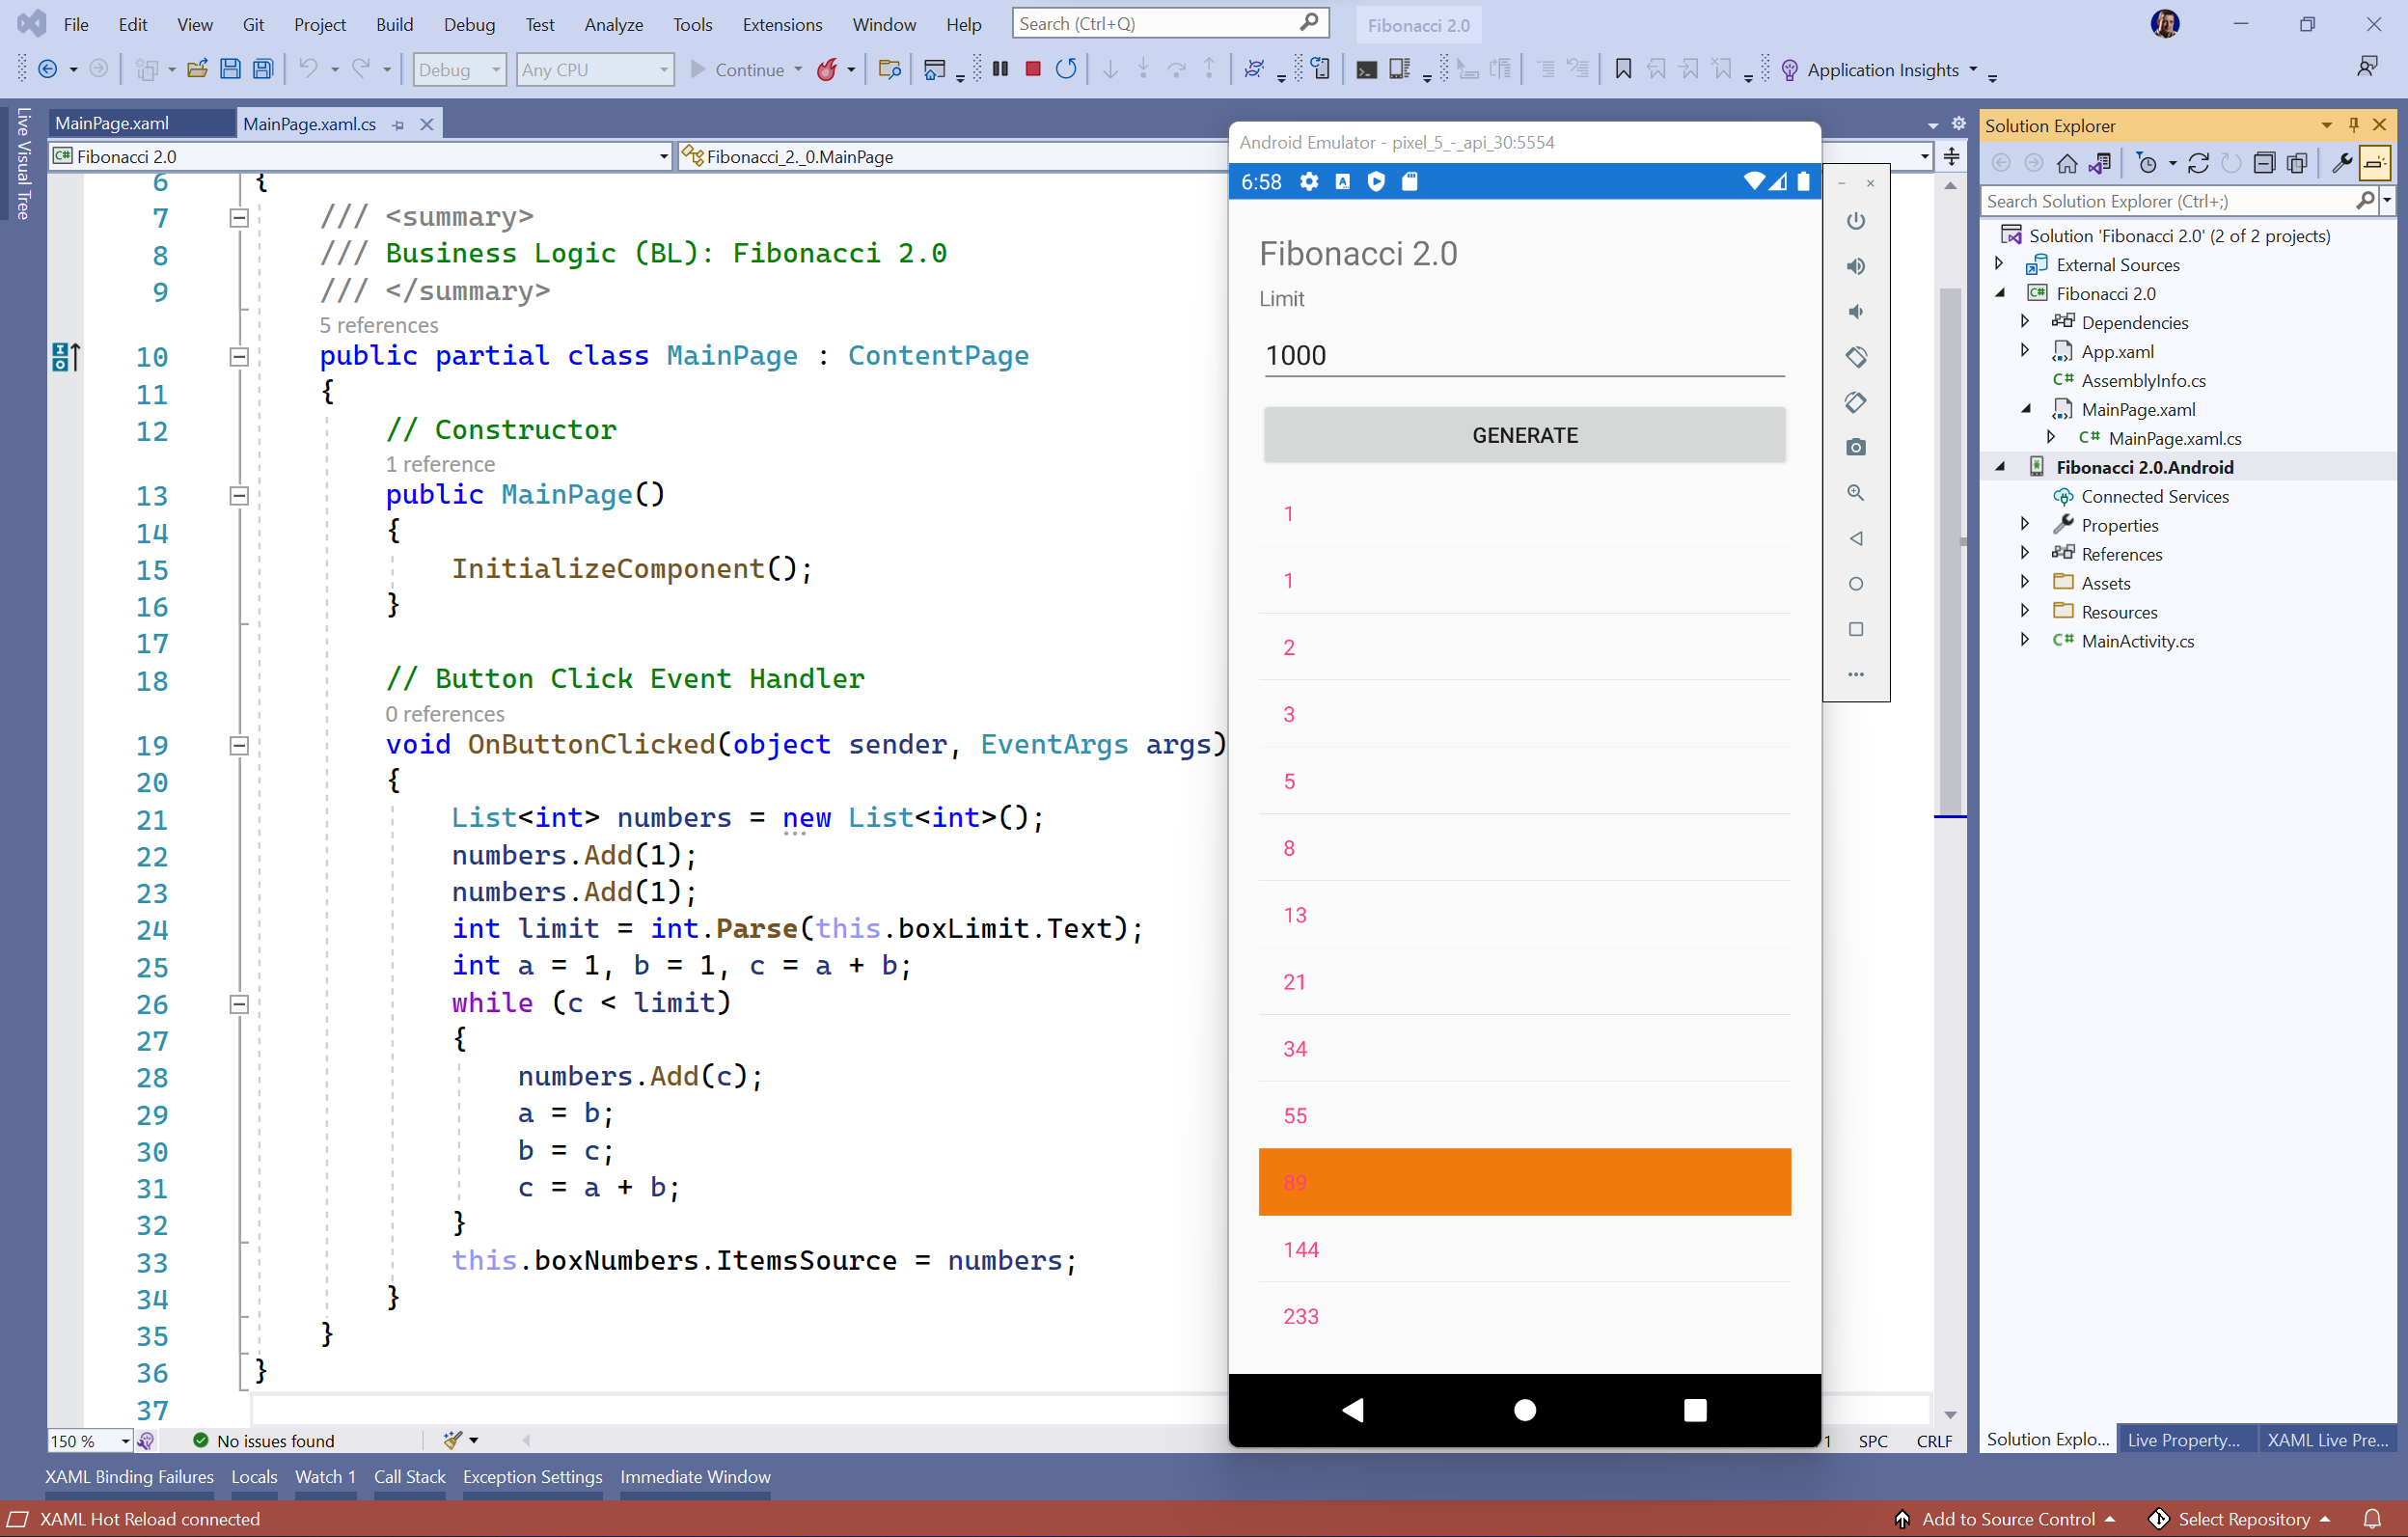 File Edit View Git Project Build Debug Test Analyze Tools Extensions Window Help Search (Ctrl+Q) Fibonacci 2.0
Debug Any CPU Continue Application Insights
Live Visual Tree
MainPage.xaml MainPage.xaml.cs
Fibonacci 2.0 Fibonacci_2._0.MainPage
6 {
7 /// <summary>
8 /// Business Logic (BL): Fibonacci 2.0
9 /// </summary>
5 references
10 public partial class MainPage : ContentPage
11 {
12 // Constructor
1 reference
13 public MainPage()
14 {
15 InitializeComponent();
16 }
17
18 // Button Click Event Handler
0 references
19 void OnButtonClicked(object sender, EventArgs args)
20 {
21 List<int> numbers = new List<int>();
22 numbers.Add(1);
23 numbers.Add(1);
24 int limit = int.Parse(this.boxLimit.Text);
25 int a = 1, b = 1, c = a + b;
26 while (c < limit)
27 {
28 numbers.Add(c);
29 a = b;
30 b = c;
31 c = a + b;
32 }
33 this.boxNumbers.ItemsSource = numbers;
34 }
35 }
36 }
37
150 % No issues found
1 SPC CRLF
Android Emulator - pixel_5_-_api_30:5554
6:58
Fibonacci 2.0
Limit
1000
GENERATE
1
1
2
3
5
8
13
21
34
55
89
144
233
Solution Explorer
Search Solution Explorer (Ctrl+;)
Solution 'Fibonacci 2.0' (2 of 2 projects)
External Sources
C# Fibonacci 2.0
Dependencies
App.xaml
C# AssemblyInfo.cs
MainPage.xaml
C# MainPage.xaml.cs
Fibonacci 2.0.Android
Connected Services
Properties
References
Assets
Resources
C# MainActivity.cs
Solution Explo... Live Property... XAML Live Pre...
XAML Binding Failures Locals Watch 1 Call Stack Exception Settings Immediate Window
XAML Hot Reload connected Add to Source Control Select Repository